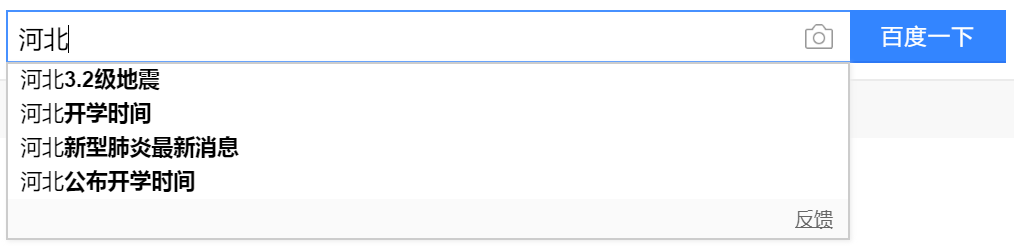 河北
百度一下
河北3.2级地震
河北开学时间
河北新型肺炎最新消息
河北公布开学时间
反馈